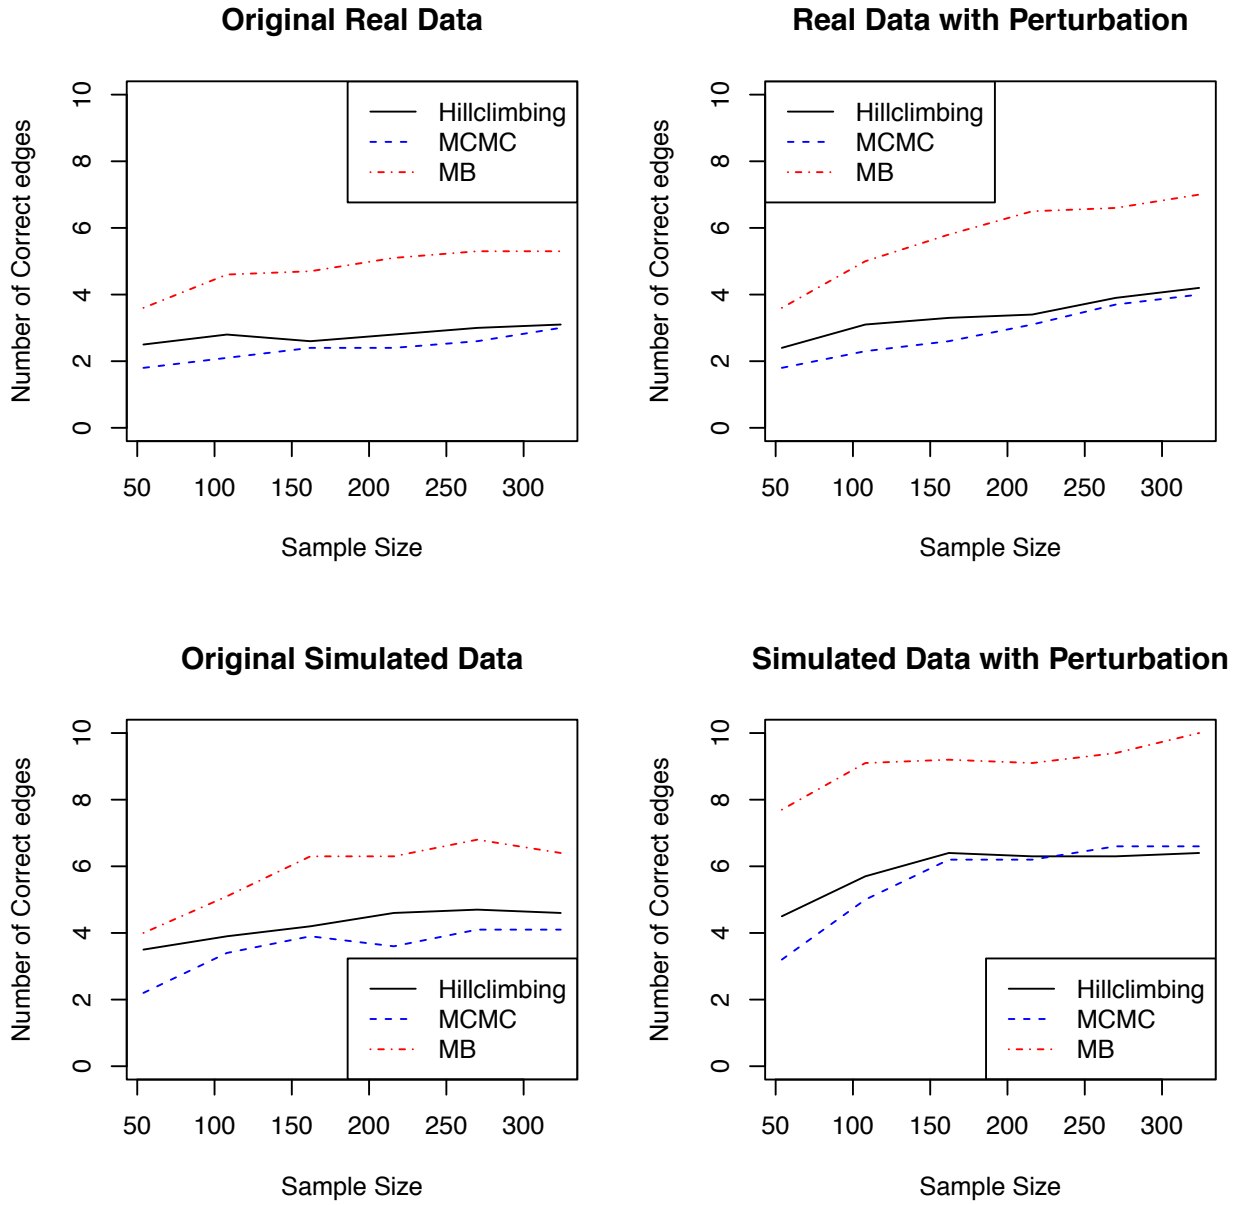 Original Real Data
Number of Correct edges
10
8
6
4
2
0
Hillclimbing
MCMC
MB
50 100 150 200 250 300
Sample Size
Real Data with Perturbation
Number of Correct edges
10
8
6
4
2
0
Hillclimbing
MCMC
MB
50 100 150 200 250 300
Sample Size
Original Simulated Data
Number of Correct edges
10
8
6
4
2
0
Hillclimbing
MCMC
MB
50 100 150 200 250 300
Sample Size
Simulated Data with Perturbation
Number of Correct edges
10
8
6
4
2
0
Hillclimbing
MCMC
MB
50 100 150 200 250 300
Sample Size